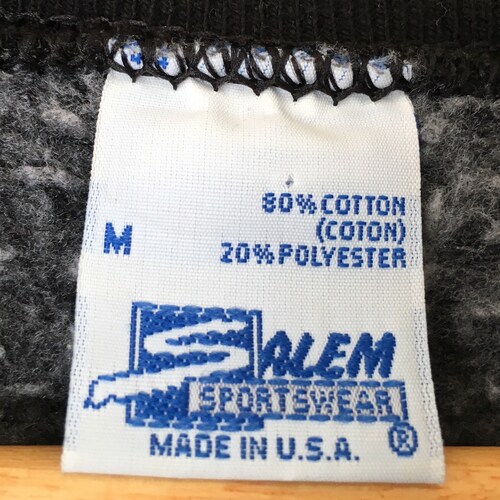 80% COTTON
(COTON)
M
20% POLYESTER
SALEM
SPORTSWEAR
®
MADE IN U.S.A.